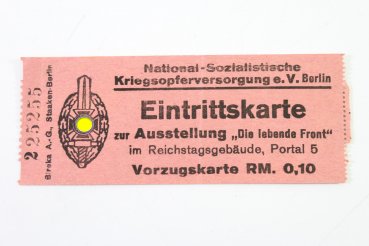 National-Sozialistische
Kriegsopferversorgung e.V. Berlin
Eintrittskarte
zur Ausstellung „Die lebende Front"
im Reichstagsgebäude, Portal 5
Vorzugskarte RM. 0,10
225255
Bireka A.-G., Staaken-Berlin